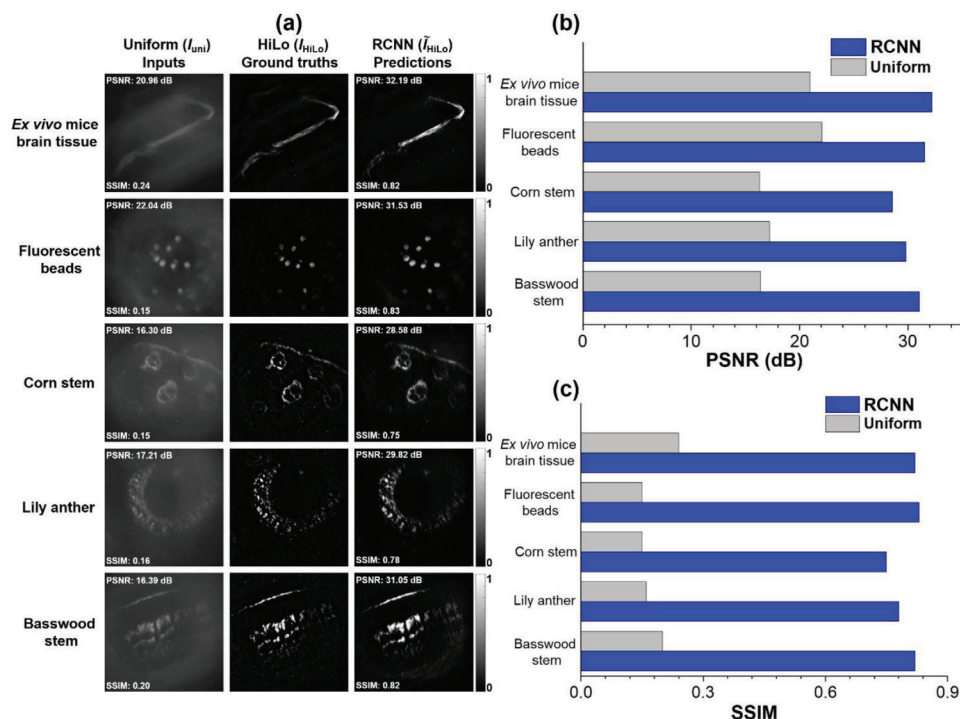 (a)
Uniform (I_uni)
Inputs
HiLo (I_HiLo)
Ground truths
RCNN (Ĩ_HiLo)
Predictions
Ex vivo mice
brain tissue
PSNR: 20.96 dB
SSIM: 0.24
PSNR: 32.19 dB
SSIM: 0.82
1
0
Fluorescent
beads
PSNR: 22.04 dB
SSIM: 0.15
PSNR: 31.53 dB
SSIM: 0.83
1
0
Corn stem
PSNR: 16.30 dB
SSIM: 0.15
PSNR: 28.58 dB
SSIM: 0.75
1
0
Lily anther
PSNR: 17.21 dB
SSIM: 0.16
PSNR: 29.82 dB
SSIM: 0.78
1
0
Basswood
stem
PSNR: 16.39 dB
SSIM: 0.20
PSNR: 31.05 dB
SSIM: 0.82
1
0
(b)
RCNN
Uniform
Ex vivo mice
brain tissue
Fluorescent
beads
Corn stem
Lily anther
Basswood
stem
0 10 20 30
PSNR (dB)
(c)
RCNN
Uniform
Ex vivo mice
brain tissue
Fluorescent
beads
Corn stem
Lily anther
Basswood
stem
0.0 0.3 0.6 0.9
SSIM